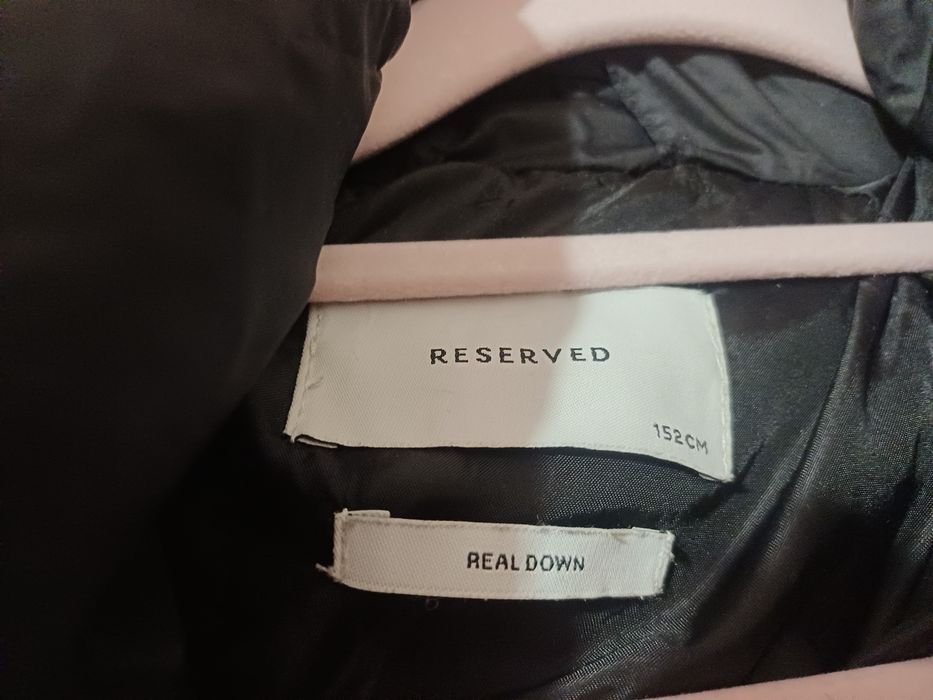 RESERVED
152CM
REAL DOWN